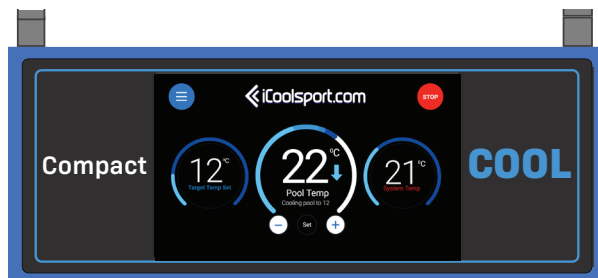 iCoolsport.com
STOP
Compact
12°C
Target Temp Set
22°C
Pool Temp
Cooling pool to 12
- Set +
21°C
System Temp
COOL